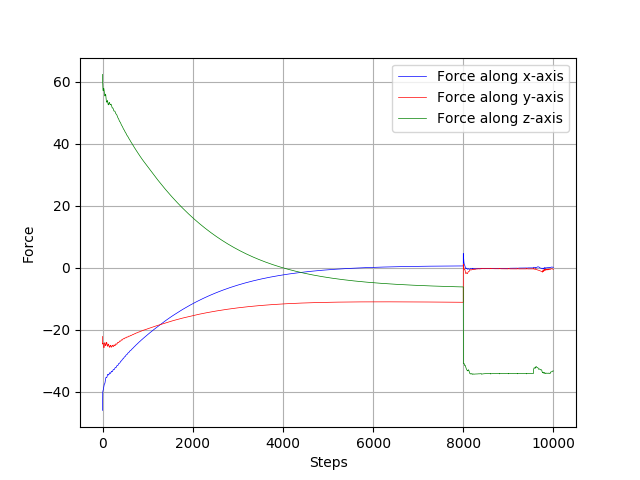 Force along x-axis
Force along y-axis
Force along z-axis
60
40
20
0
−20
−40
Force
0 2000 4000 6000 8000 10000
Steps